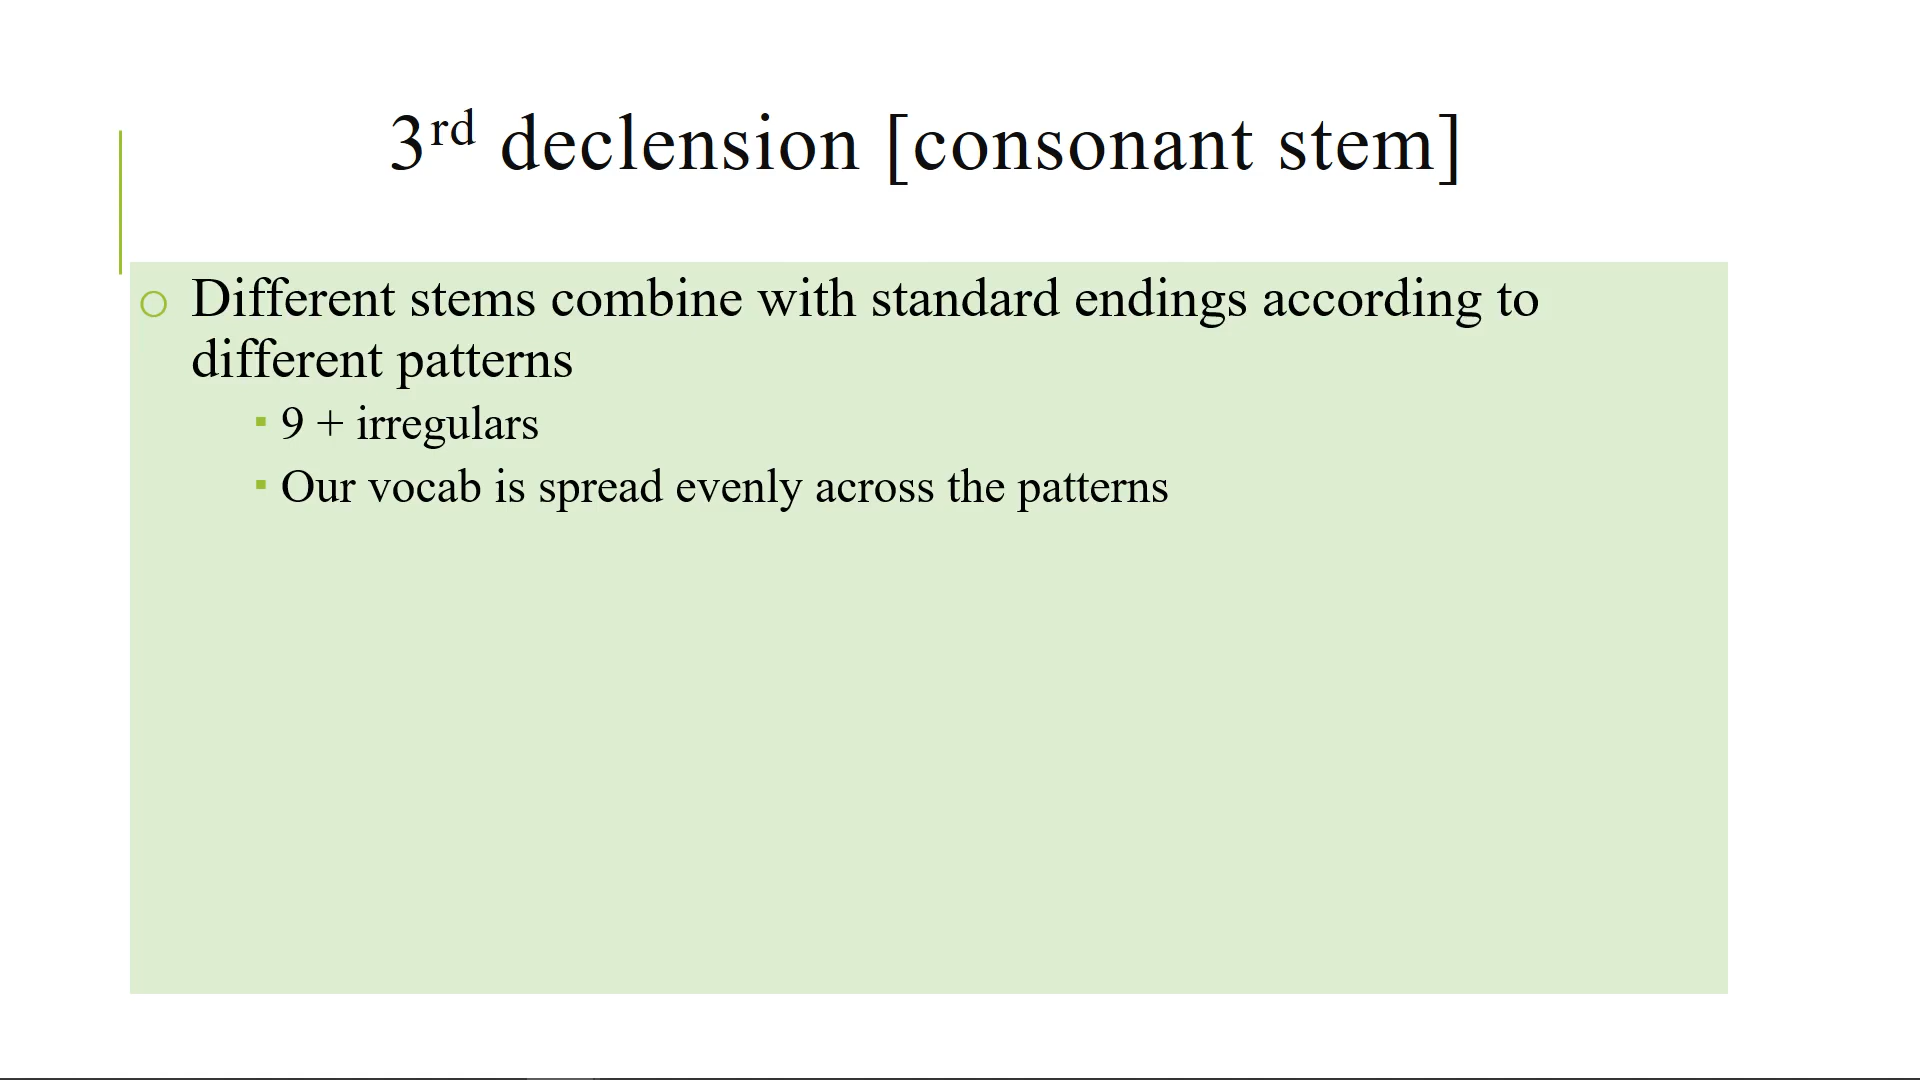 3rd declension [consonant stem]
Different stems combine with standard endings according to
different patterns
9 + irregulars
Our vocab is spread evenly across the patterns